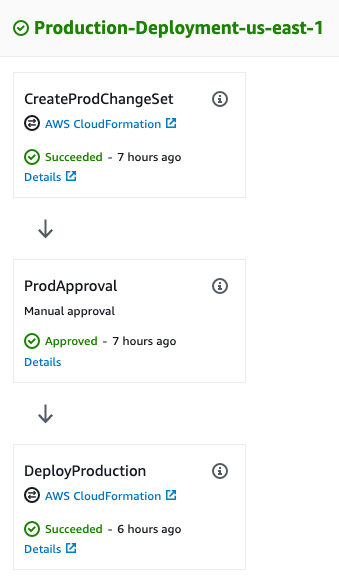 Production-Deployment-us-east-1
CreateProdChangeSet
AWS CloudFormation
Succeeded - 7 hours ago
Details
ProdApproval
Manual approval
Approved - 7 hours ago
Details
DeployProduction
AWS CloudFormation
Succeeded - 6 hours ago
Details